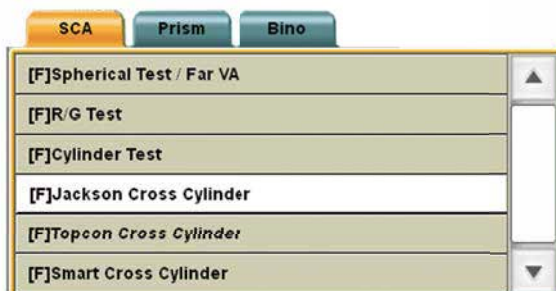 SCA Prism Bino
[F]Spherical Test / Far VA
[F]R/G Test
[F]Cylinder Test
[F]Jackson Cross Cylinder
[F]Topcon Cross Cylinder
[F]Smart Cross Cylinder